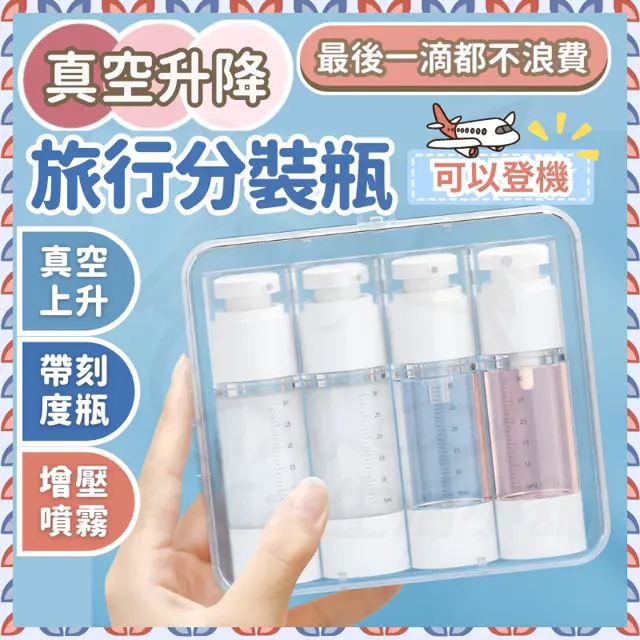 真空升降
最後一滴都不浪費
旅行分裝瓶
可以登機
真空
上升
帶刻
度瓶
增壓
噴霧